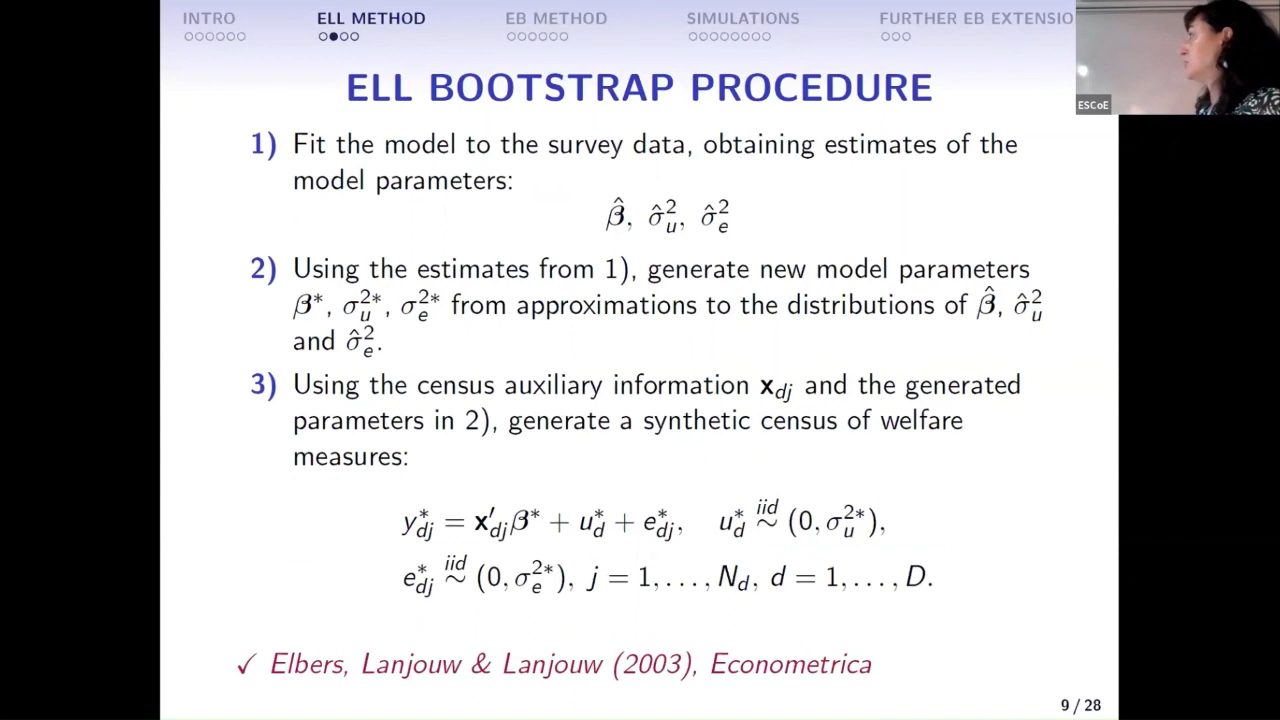 INTRO ELL METHOD EB METHOD SIMULATIONS FURTHER EB EXTENSIO
ESCoE
ELL BOOTSTRAP PROCEDURE
1) Fit the model to the survey data, obtaining estimates of the
model parameters:
β̂, σ̂²ᵤ, σ̂²ₑ
2) Using the estimates from 1), generate new model parameters
β*, σ²*ᵤ, σ²*ₑ from approximations to the distributions of β̂, σ̂²ᵤ
and σ̂²ₑ.
3) Using the census auxiliary information x_dj and the generated
parameters in 2), generate a synthetic census of welfare
measures:
y*_dj = x′_dj β* + u*_d + e*_dj, u*_d iid ~ (0, σ²*ᵤ),
e*_dj iid ~ (0, σ²*ₑ), j = 1, . . . , N_d, d = 1, . . . , D.
✓ Elbers, Lanjouw & Lanjouw (2003), Econometrica
9 / 28